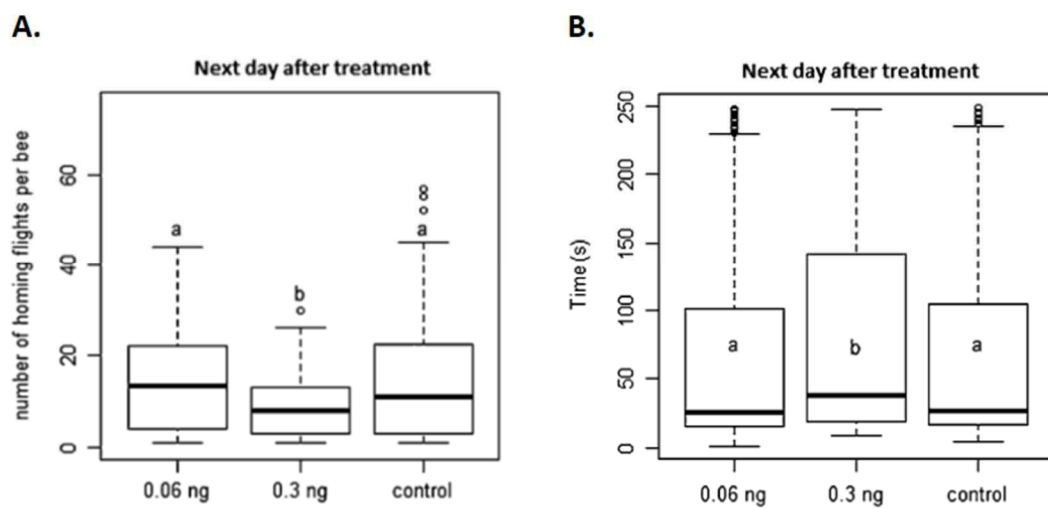 A.
Next day after treatment
number of homing flights per bee
60
40
20
0
a
b
a
0.06 ng
0.3 ng
control
B.
Next day after treatment
Time (s)
250
200
150
100
50
0
a
b
a
0.06 ng
0.3 ng
control